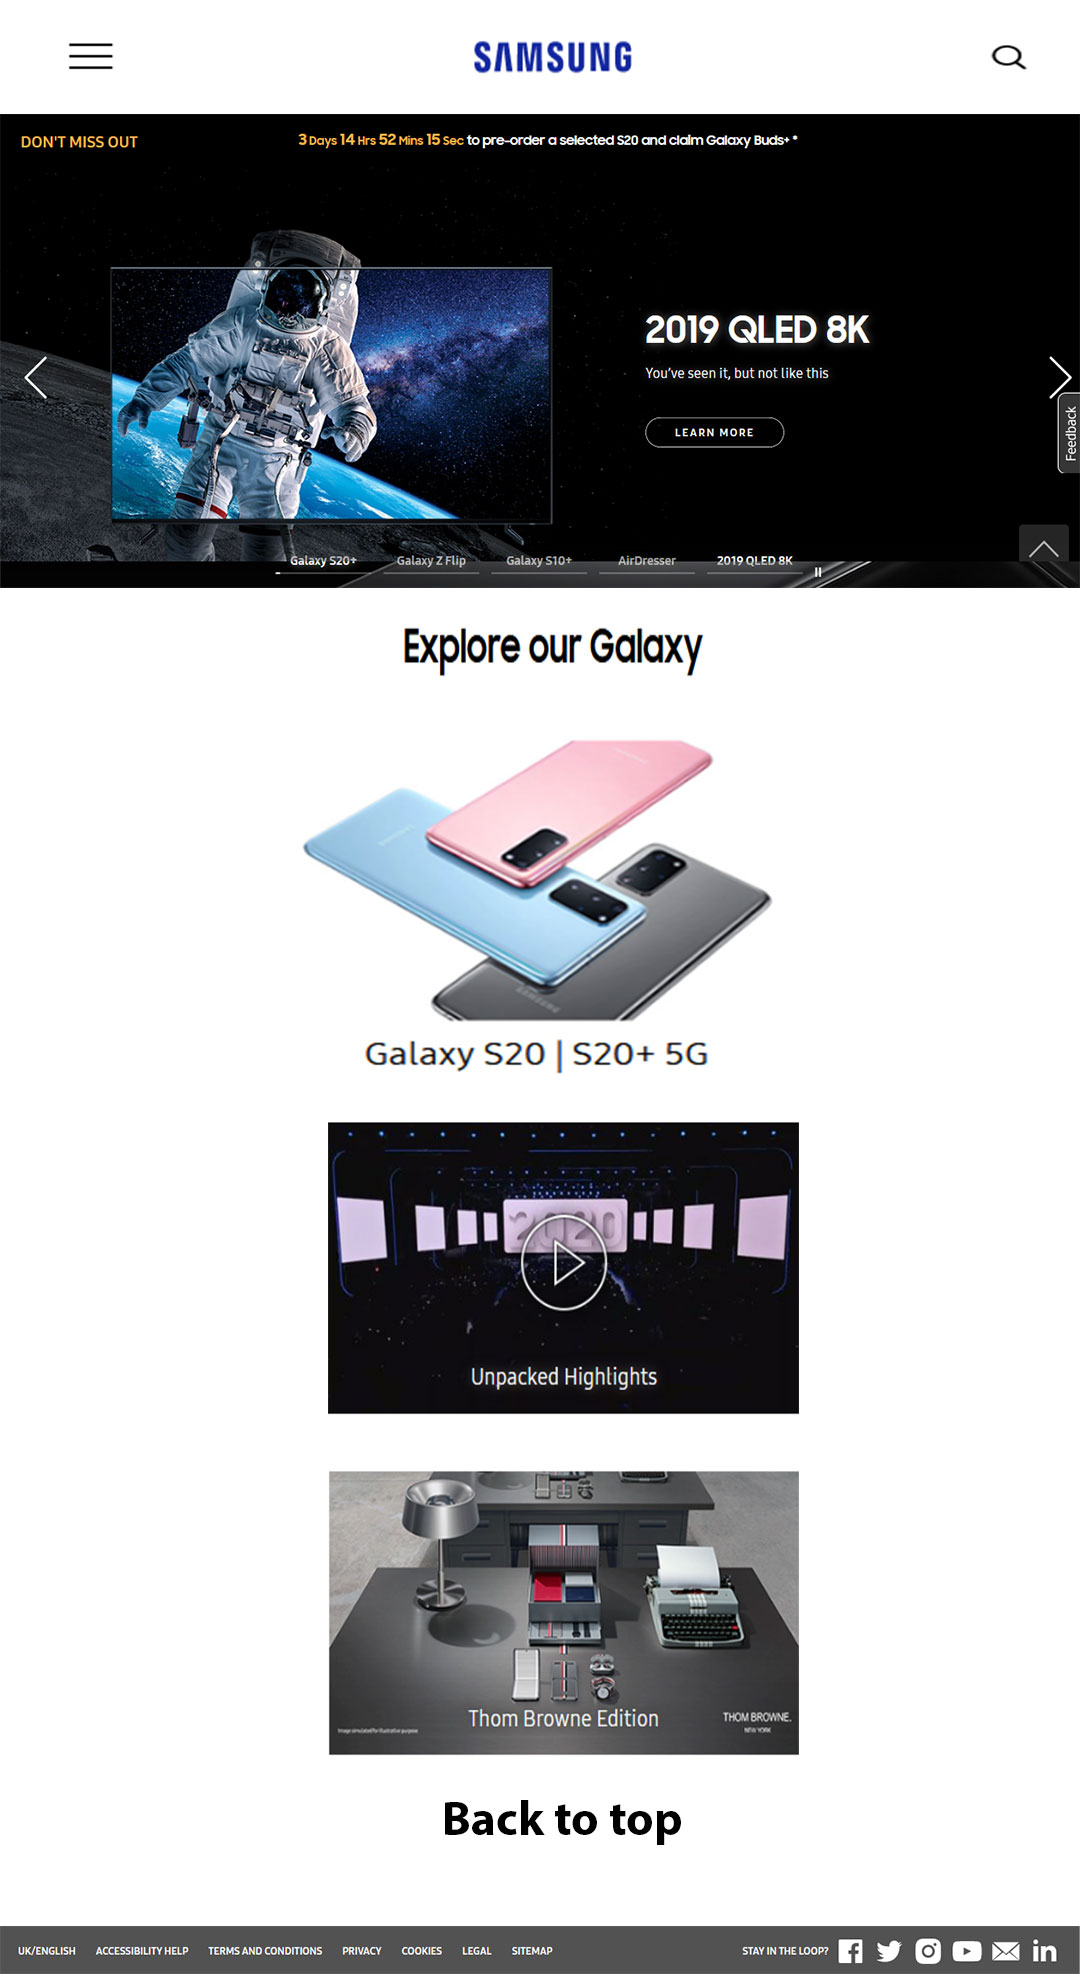 SAMSUNG
DON'T MISS OUT
3 Days 14 Hrs 52 Mins 15 Sec to pre-order a selected S20 and claim Galaxy Buds+ *
2019 QLED 8K
You've seen it, but not like this
LEARN MORE
Feedback
Galaxy S20+
Galaxy Z Flip
Galaxy S10+
AirDresser
2019 QLED 8K
Explore our Galaxy
SAMSUNG
Galaxy S20 | S20+ 5G
2020
Unpacked Highlights
Thom Browne Edition
THOM BROWNE.
NEW YORK
Image simulated for illustrative purpose
Back to top
UK/ENGLISH
ACCESSIBILITY HELP
TERMS AND CONDITIONS
PRIVACY
COOKIES
LEGAL
SITEMAP
STAY IN THE LOOP?